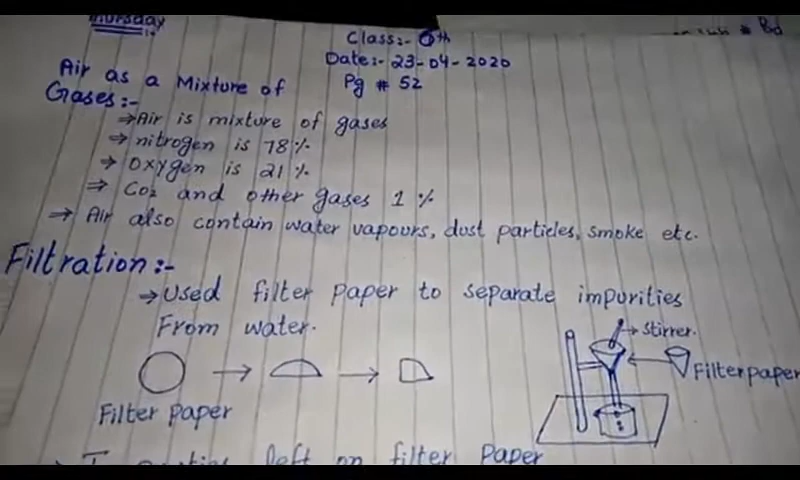 Thursday
Class:- 6th
Date:- 23-04-2020
Pg # 52
Air as a Mixture of
Gases:-
⇒Air is mixture of gases
→ nitrogen is 78%
→ Oxygen is 21%
⇒ Co₂ and other gases 1%
→ Air also contain water vapours, dust particles, smoke etc.
Filtration:-
→ Used filter paper to separate impurities
From water.
→ Stirrer.
Filter paper
Filter paper
left on filter Paper